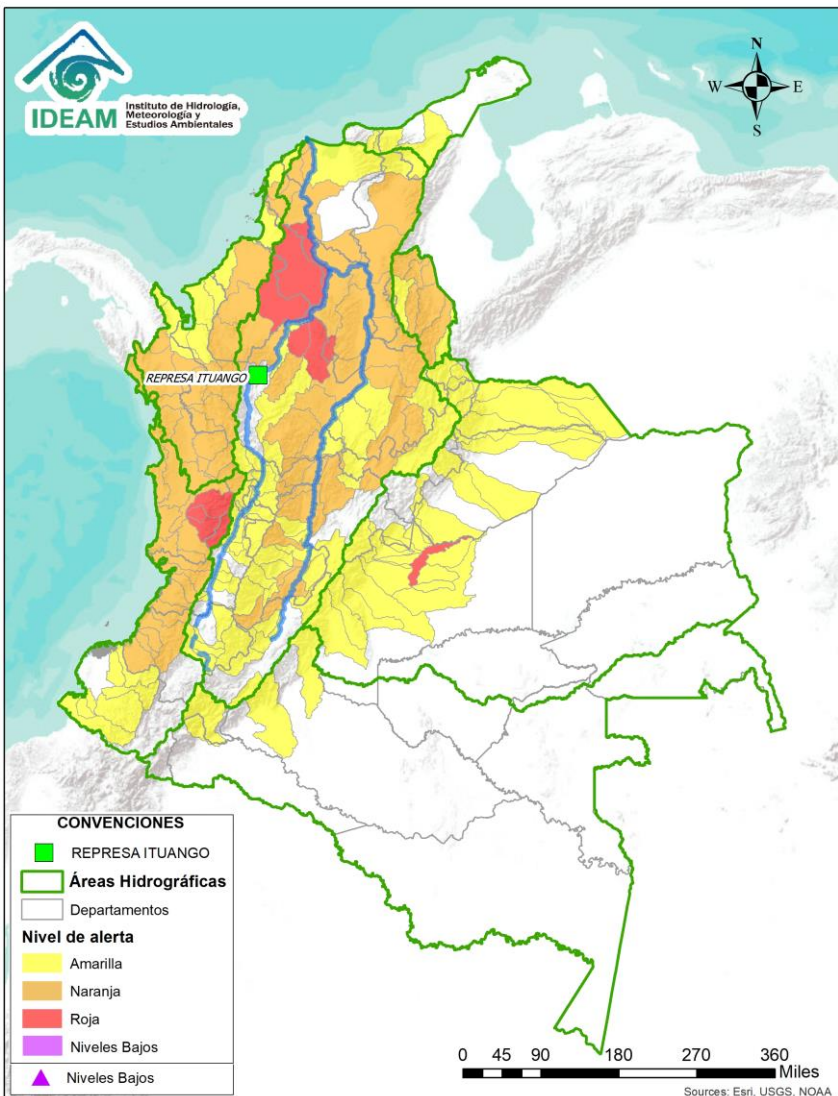 IDEAM
Instituto de Hidrología,
Meteorología y
Estudios Ambientales
N
W
E
S
REPRESA ITUANGO
CONVENCIONES
REPRESA ITUANGO
Áreas Hidrográficas
Departamentos
Nivel de alerta
Amarilla
Naranja
Roja
Niveles Bajos
Niveles Bajos
0 45 90 180 270 360
Miles
Sources: Esri, USGS, NOAA